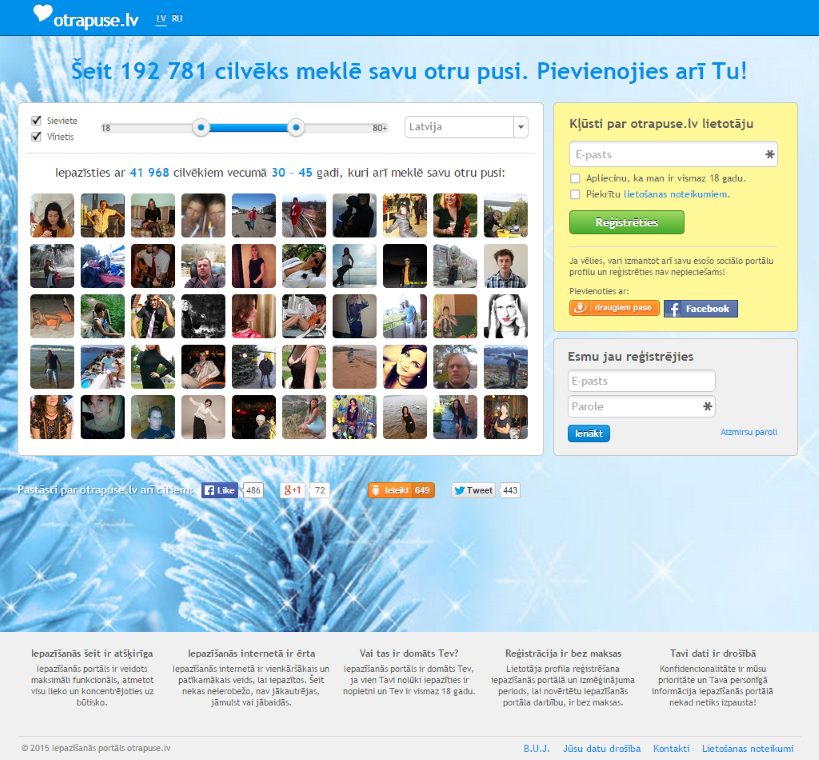 otrapuse.lv LV RU
Šeit 192 781 cilvēks meklē savu otru pusi. Pievienojies arī Tu!
Sieviete
Vīrietis
18
80+
Latvija
Iepazīsties ar 41 968 cilvēkiem vecumā 30 - 45 gadi, kuri arī meklē savu otru pusi:
Kļūsti par otrapuse.lv lietotāju
E-pasts
Apliecinu, ka man ir vismaz 18 gadu.
Piekrītu lietošanas noteikumiem.
Reģistrēties
Ja vēlies, vari izmantot arī savu esošo sociālo portālu
profilu un reģistrēties nav nepieciešams!
Pievienoties ar:
draugiem pase
Facebook
Esmu jau reģistrējies
E-pasts
Parole
Ienākt
Aizmirsu paroli
Pastāsti par otrapuse.lv arī citiem:
Like 486
g+1 72
Ieteikt 649
Tweet 443
Iepazīšanās šeit ir atšķirīga
Iepazīšanās portāls ir veidots
maksimāli funkcionāls, atmetot
visu lieko un koncentrējoties uz
būtisko.
Iepazīšanās internetā ir ērta
Iepazīšanās internetā ir vienkāršākais un
patīkamākais veids, lai iepazītos. Šeit
nekas neierobežo, nav jākautrējas,
jāmulst vai jābaidās.
Vai tas ir domāts Tev?
Iepazīšanās portāls ir domāts Tev,
ja vien Tavi nolūki iepazīties ir
nopietni un Tev ir vismaz 18 gadu.
Reģistrācija ir bez maksas
Lietotāja profila reģistrēšana
iepazīšanās portālā un izmēģinājuma
periods, lai novērtētu iepazīšanās
portāla darbību, ir bez maksas.
Tavi dati ir drošībā
Konfidencionalitāte ir mūsu
prioritāte un Tava personīgā
informācija iepazīšanās portālā
nekad netiks izpausta!
© 2015 Iepazīšanās portāls otrapuse.lv
B.U.J. Jūsu datu drošība Kontakti Lietošanas noteikumi